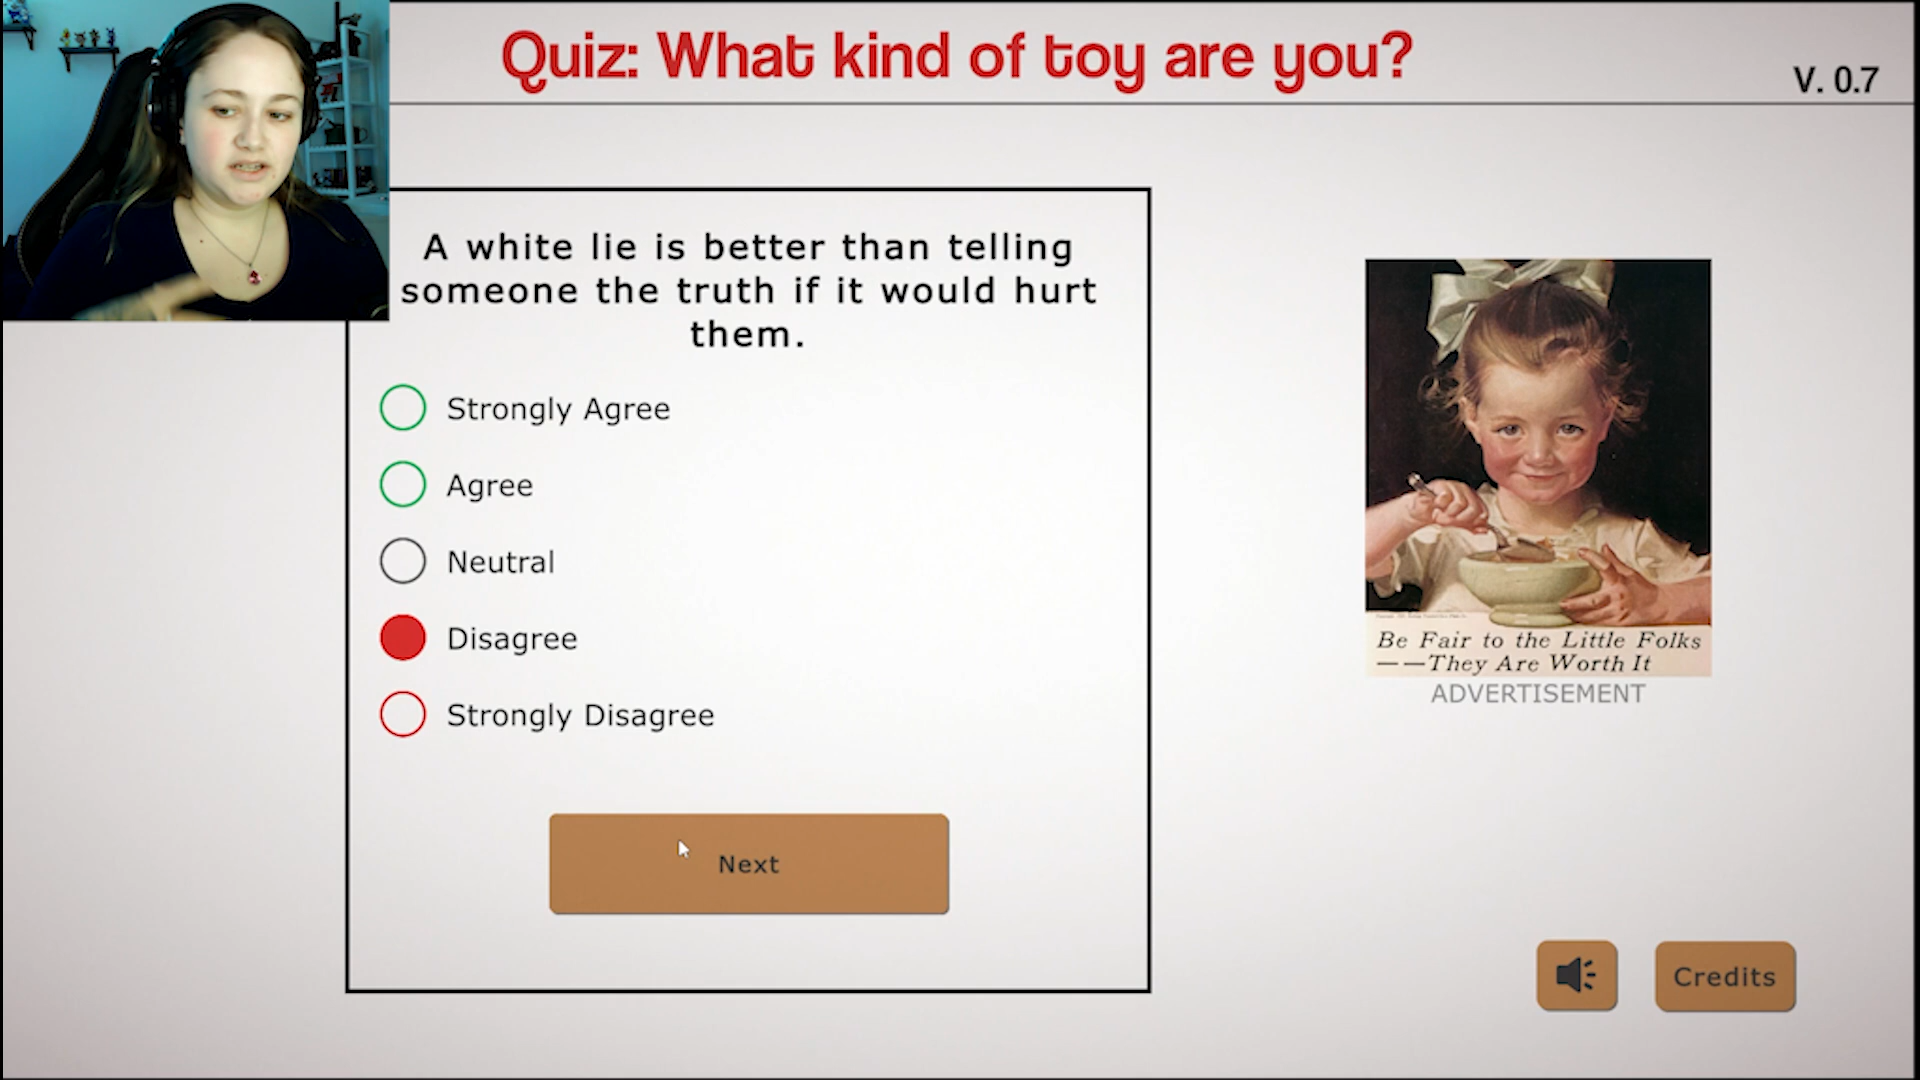 Quiz: What kind of toy are you?
V. 0.7
A white lie is better than telling
someone the truth if it would hurt
them.
Strongly Agree
Agree
Neutral
Disagree
Strongly Disagree
Next
Be Fair to the Little Folks
——They Are Worth It
ADVERTISEMENT
Credits